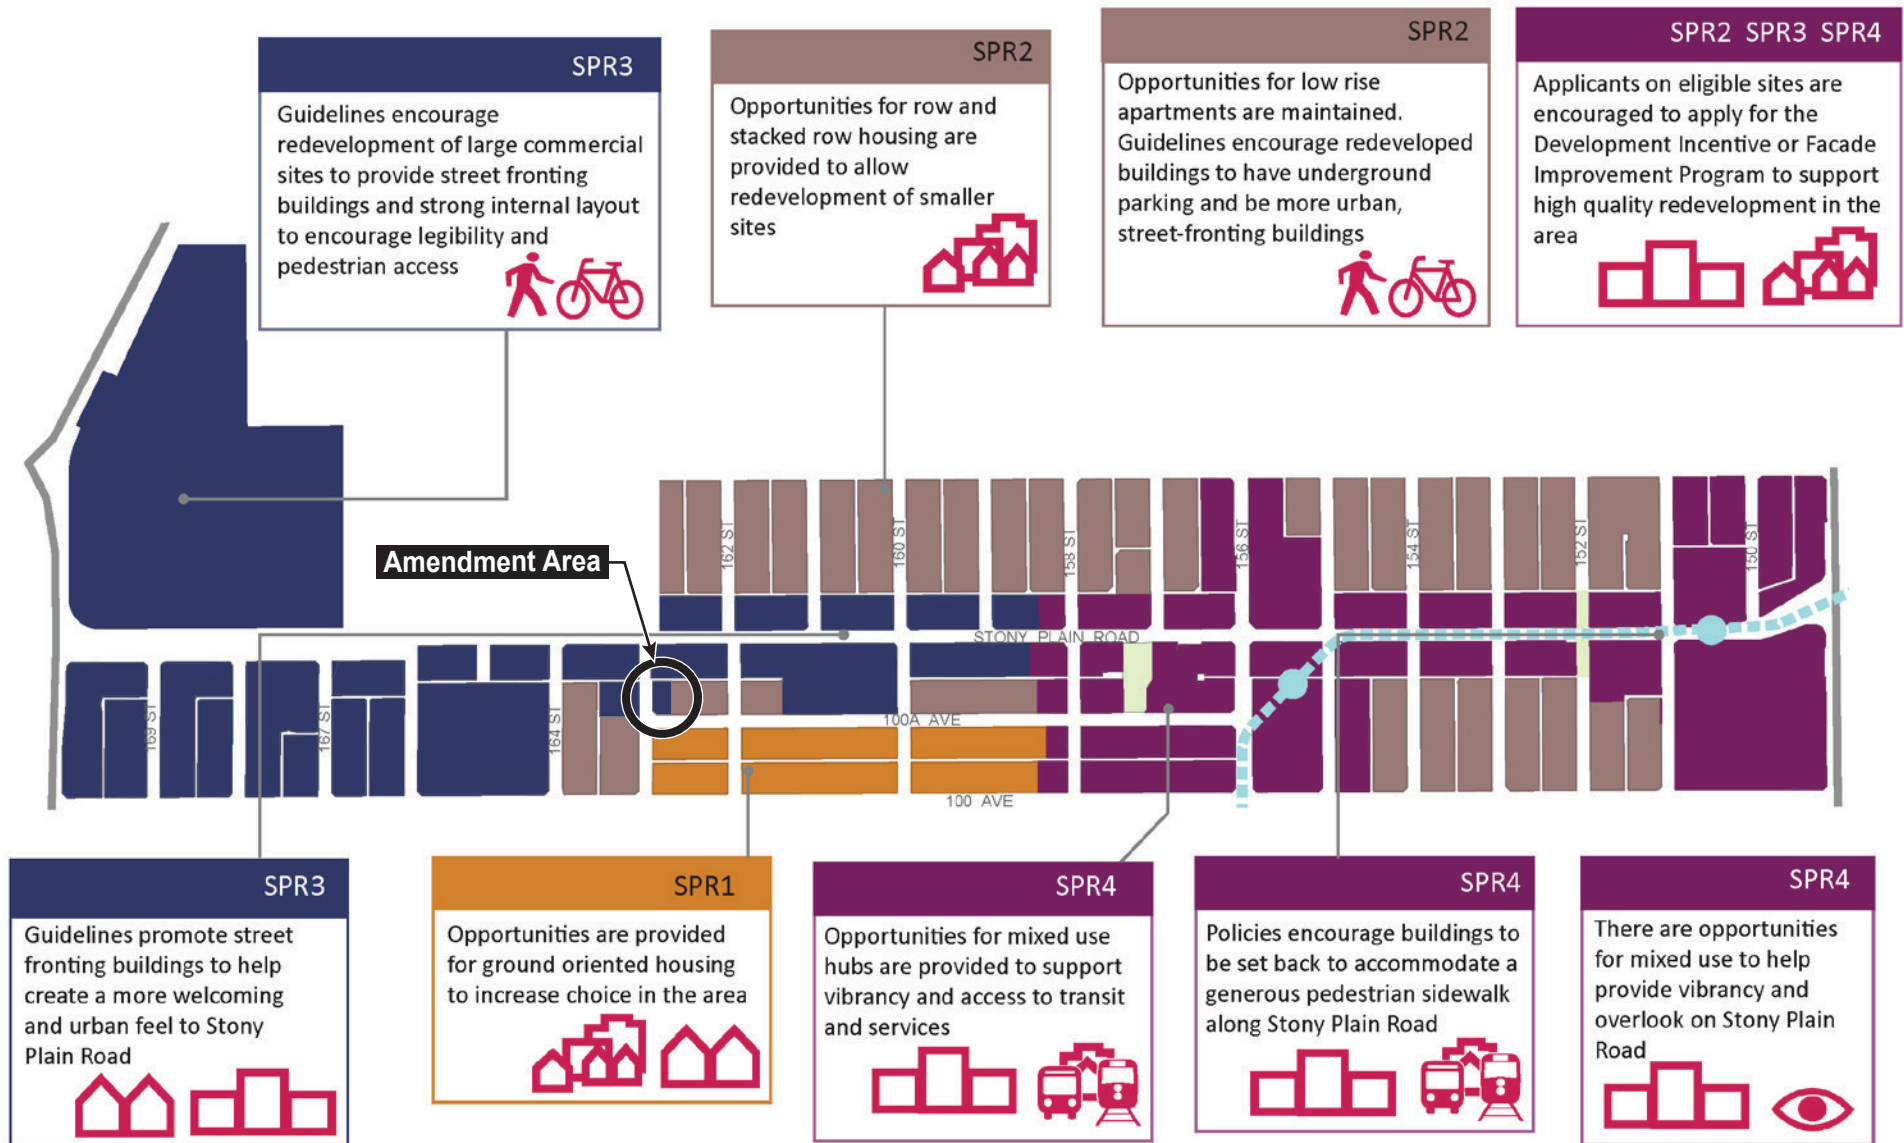 SPR3
Guidelines encourage
redevelopment of large commercial
sites to provide street fronting
buildings and strong internal layout
to encourage legibility and
pedestrian access
SPR2
Opportunities for row and
stacked row housing are
provided to allow
redevelopment of smaller
sites
SPR2
Opportunities for low rise
apartments are maintained.
Guidelines encourage redeveloped
buildings to have underground
parking and be more urban,
street-fronting buildings
SPR2 SPR3 SPR4
Applicants on eligible sites are
encouraged to apply for the
Development Incentive or Facade
Improvement Program to support
high quality redevelopment in the
area
Amendment Area
162 ST
160 ST
158 ST
156 ST
154 ST
152 ST
150 ST
STONY PLAIN ROAD
169 ST
167 ST
164 ST
100A AVE
100 AVE
SPR3
Guidelines promote street
fronting buildings to help
create a more welcoming
and urban feel to Stony
Plain Road
SPR1
Opportunities are provided
for ground oriented housing
to increase choice in the area
SPR4
Opportunities for mixed use
hubs are provided to support
vibrancy and access to transit
and services
SPR4
Policies encourage buildings to
be set back to accommodate a
generous pedestrian sidewalk
along Stony Plain Road
SPR4
There are opportunities
for mixed use to help
provide vibrancy and
overlook on Stony Plain
Road